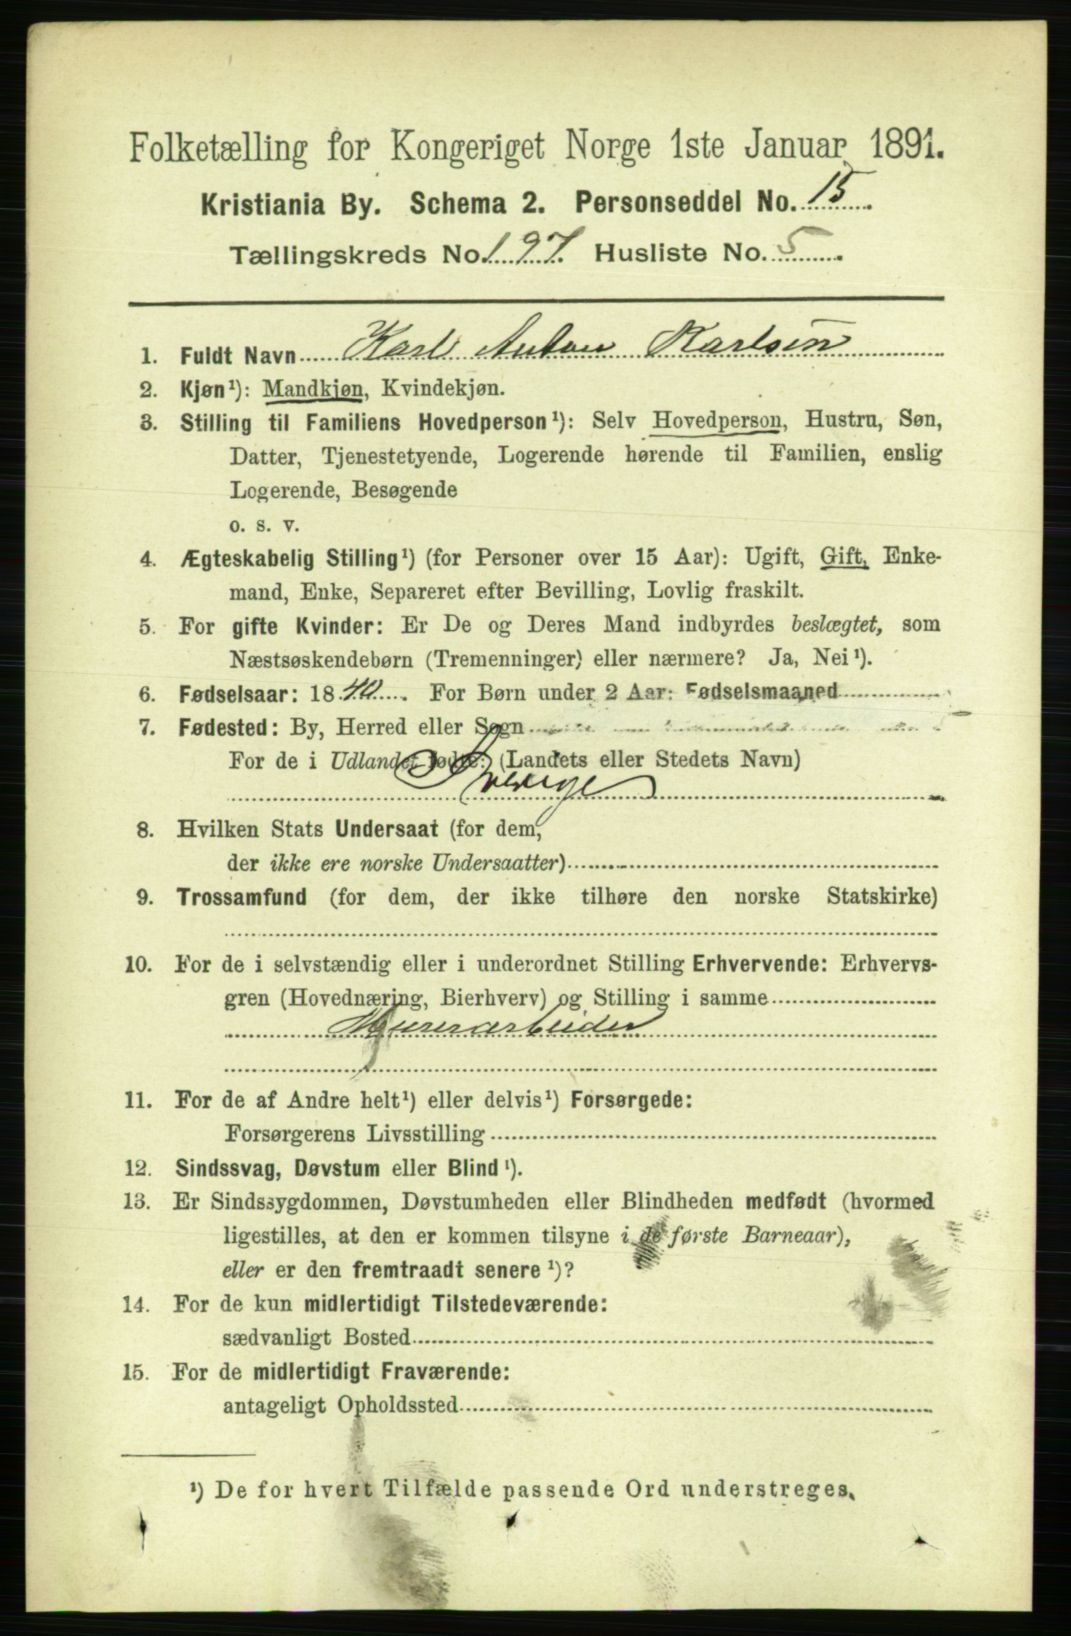 Folketælling for Kongeriget Norge 1ste Januar 1891.
Kristiania By. Schema 2. Personseddel No. 15
Tællingskreds No. 197. Husliste No. 5
1. Fuldt Navn Karl Anton Karlsen
2. Kjøn¹): Mandkjøn, Kvindekjøn.
3. Stilling til Familiens Hovedperson¹): Selv Hovedperson, Hustru, Søn,
Datter, Tjenestetyende, Logerende hørende til Familien, enslig
Logerende, Besøgende
o. s. v.
4. Ægteskabelig Stilling¹) (for Personer over 15 Aar): Ugift, Gift, Enke-
mand, Enke, Separeret efter Bevilling, Lovlig fraskilt.
5. For gifte Kvinder: Er De og Deres Mand indbyrdes beslægtet, som
Næstsøskendebørn (Tremenninger) eller nærmere? Ja, Nei¹).
6. Fødselsaar: 1840. For Børn under 2 Aar: Fødselsmaaned
7. Fødested: By, Herred eller Sogn
For de i Udlandet fødte: (Landets eller Stedets Navn)
Sverige
8. Hvilken Stats Undersaat (for dem,
der ikke ere norske Undersaatter)
9. Trossamfund (for dem, der ikke tilhøre den norske Statskirke)
10. For de i selvstændig eller i underordnet Stilling Erhvervende: Erhvervs-
gren (Hovednæring, Bierhverv) og Stilling i samme
Murerarbeider
11. For de af Andre helt¹) eller delvis¹) Forsørgede:
Forsørgerens Livsstilling
12. Sindssvag, Døvstum eller Blind¹).
13. Er Sindssygdommen, Døvstumheden eller Blindheden medfødt (hvormed
ligestilles, at den er kommen tilsyne i de første Barneaar),
eller er den fremtraadt senere¹)?
14. For de kun midlertidigt Tilstedeværende:
sædvanligt Bosted
15. For de midlertidigt Fraværende:
antageligt Opholdssted
¹) De for hvert Tilfælde passende Ord understreges.